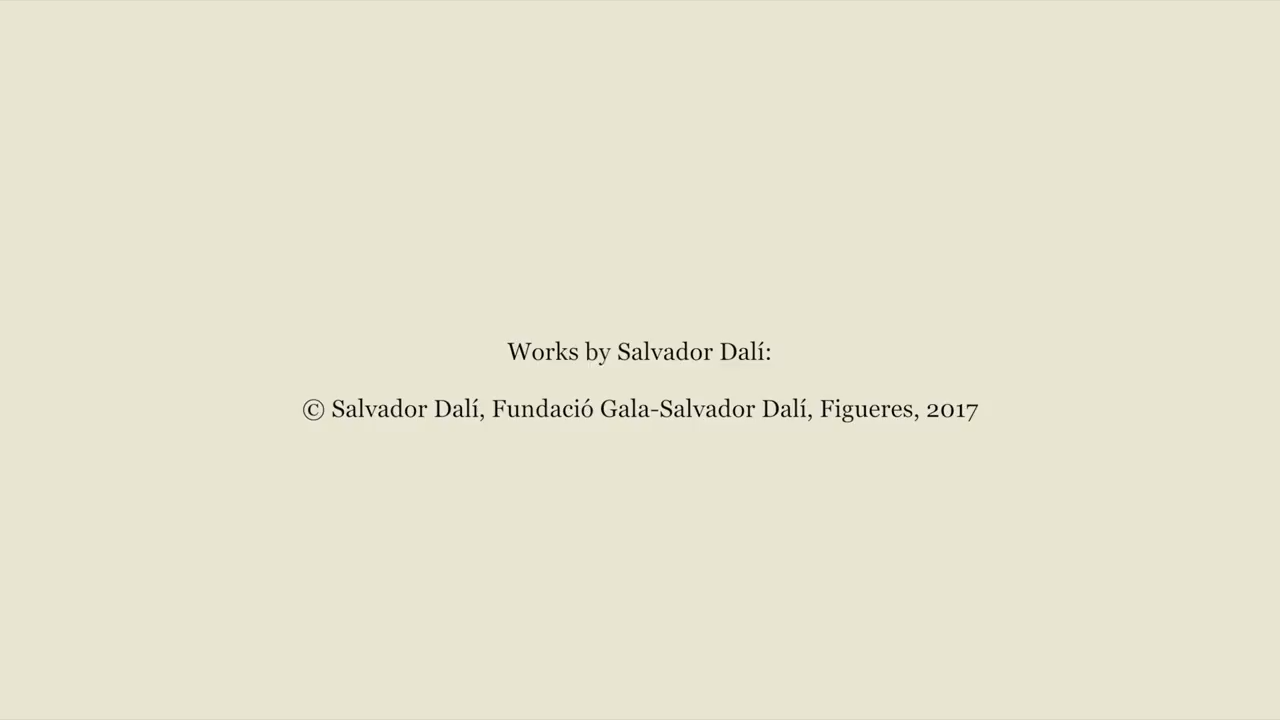 Works by Salvador Dalí:
© Salvador Dalí, Fundació Gala-Salvador Dalí, Figueres, 2017